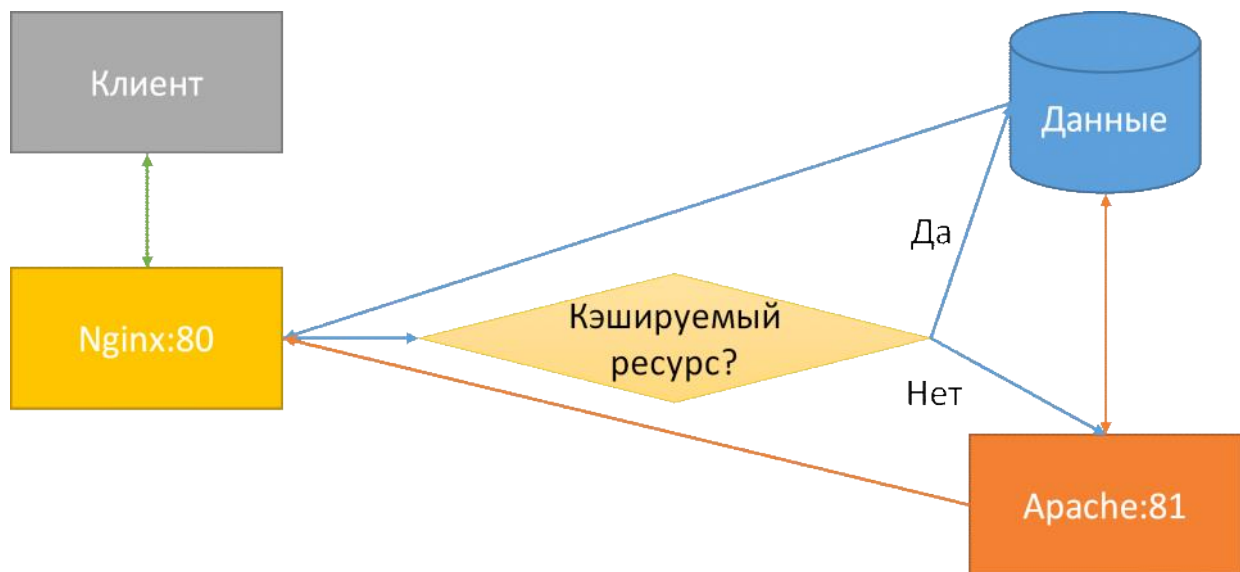 Клиент
Данные
Да
Nginx:80
Кэшируемый
ресурс?
Нет
Apache:81